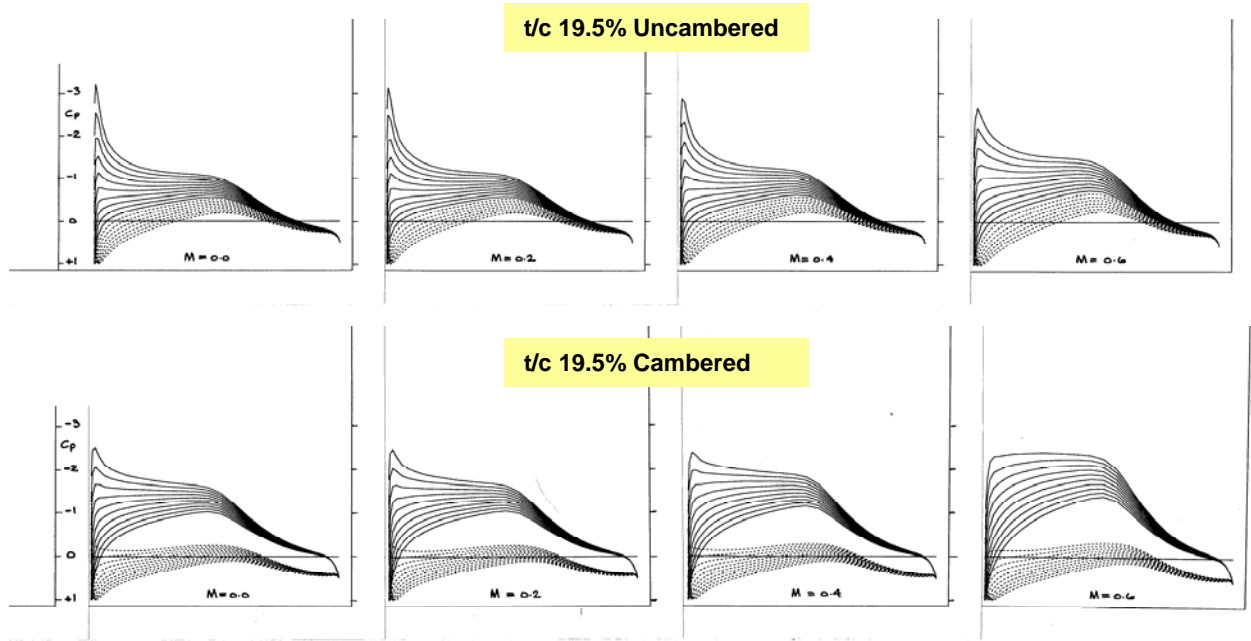 t/c 19.5% Uncambered
-3
Cp
-2
-1
0
+1
M = 0.0
M = 0.2
M = 0.4
M = 0.6
t/c 19.5% Cambered
-3
Cp
-2
-1
0
+1
M = 0.0
M = 0.2
M = 0.4
M = 0.6